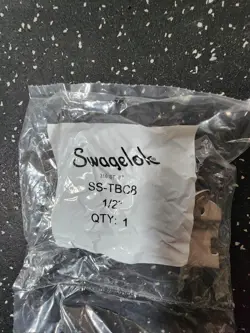 Swagelok
SS-TBC8
1/2"
QTY: 1